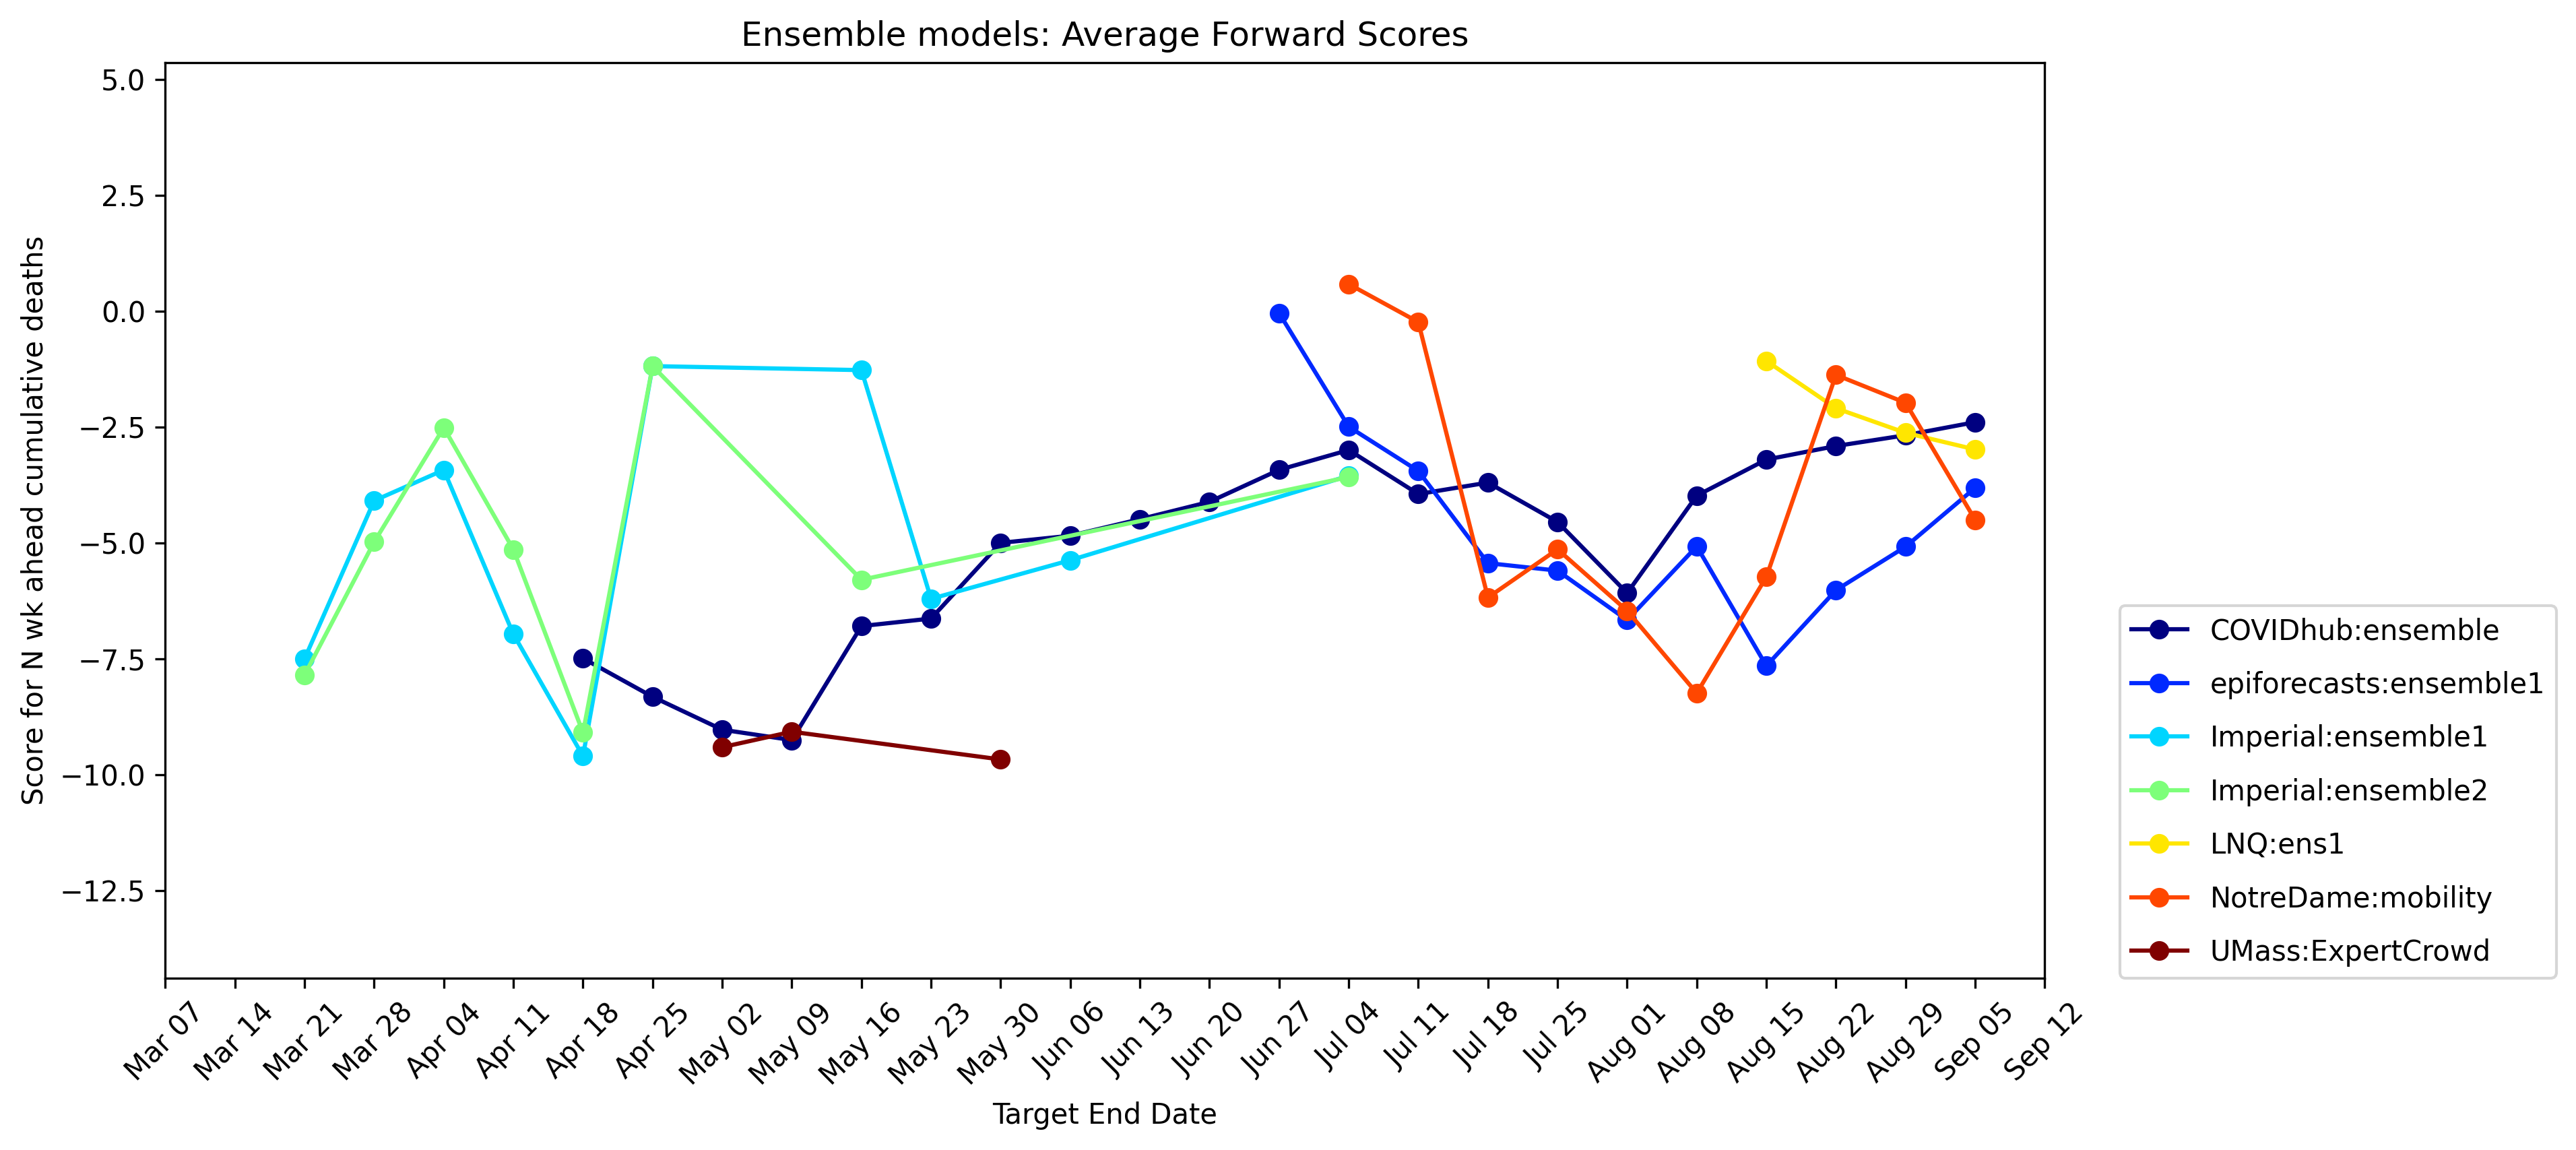 Ensemble models: Average Forward Scores
Score for N wk ahead cumulative deaths
5.0
2.5
0.0
−2.5
−5.0
−7.5
−10.0
−12.5
Mar 07
Mar 14
Mar 21
Mar 28
Apr 04
Apr 11
Apr 18
Apr 25
May 02
May 09
May 16
May 23
May 30
Jun 06
Jun 13
Jun 20
Jun 27
Jul 04
Jul 11
Jul 18
Jul 25
Aug 01
Aug 08
Aug 15
Aug 22
Aug 29
Sep 05
Sep 12
Target End Date
COVIDhub:ensemble
epiforecasts:ensemble1
Imperial:ensemble1
Imperial:ensemble2
LNQ:ens1
NotreDame:mobility
UMass:ExpertCrowd